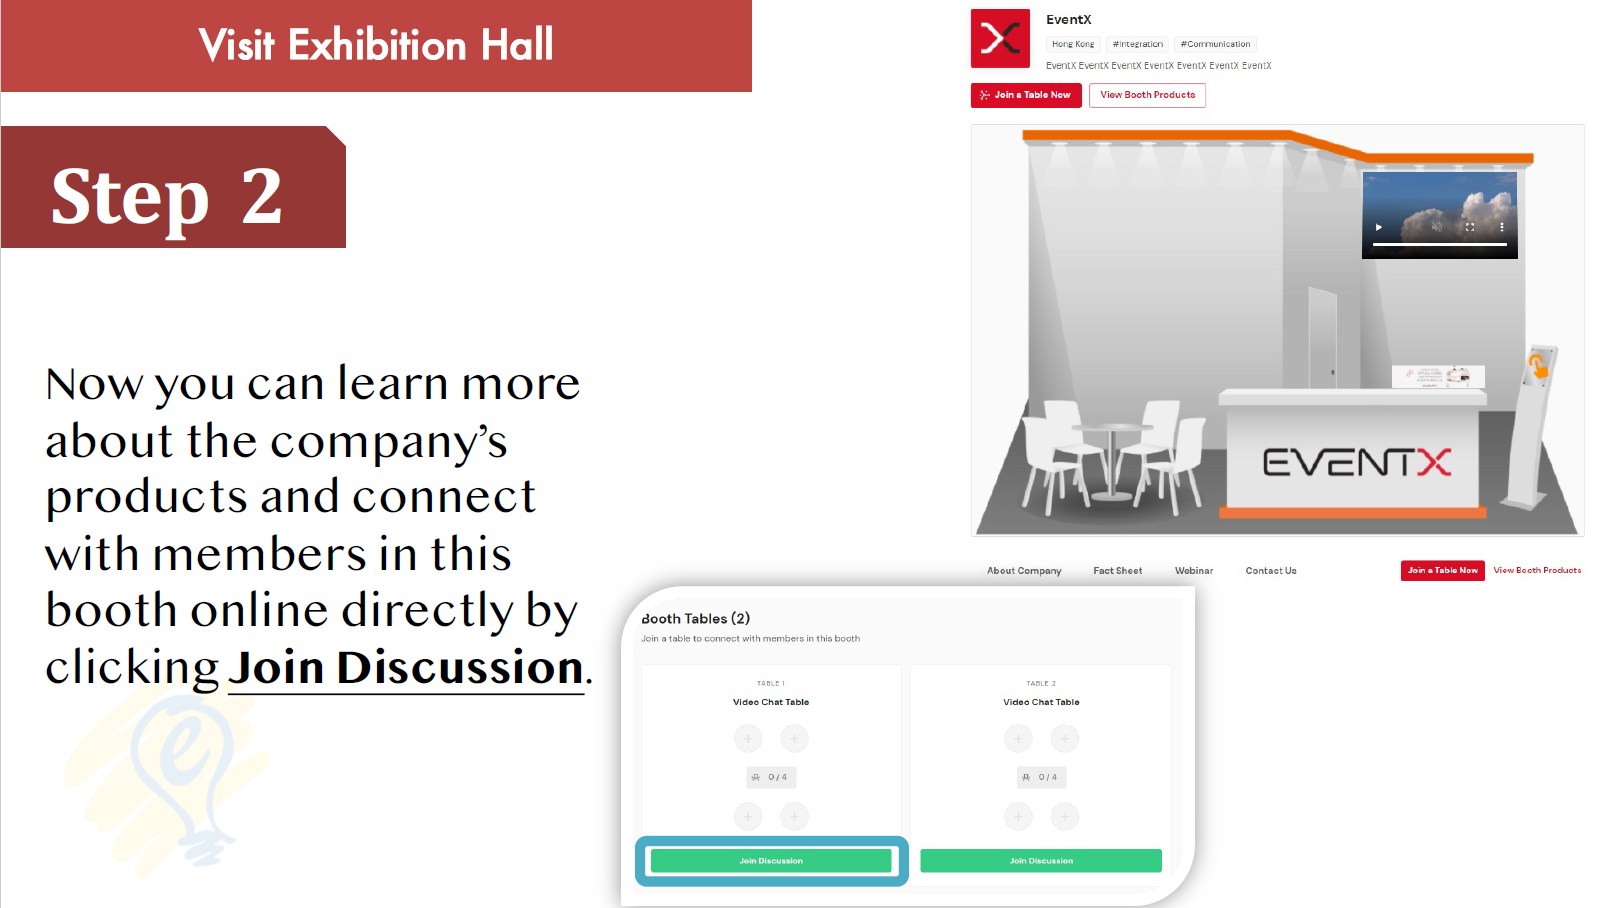 Visit Exhibition Hall
Step 2
Now you can learn more
about the company’s
products and connect
with members in this
booth online directly by
clicking Join Discussion.
EventX
Hong Kong #Integration #Communication
EventX EventX EventX EventX EventX EventX EventX
Join a Table Now View Booth Products
EVENTX
About Company Fact Sheet Webinar Contact Us Join a Table Now View Booth Products
Booth Tables (2)
Join a table to connect with members in this booth
TABLE 1 TABLE 2
Video Chat Table Video Chat Table
0 / 4 0 / 4
Join Discussion Join Discussion